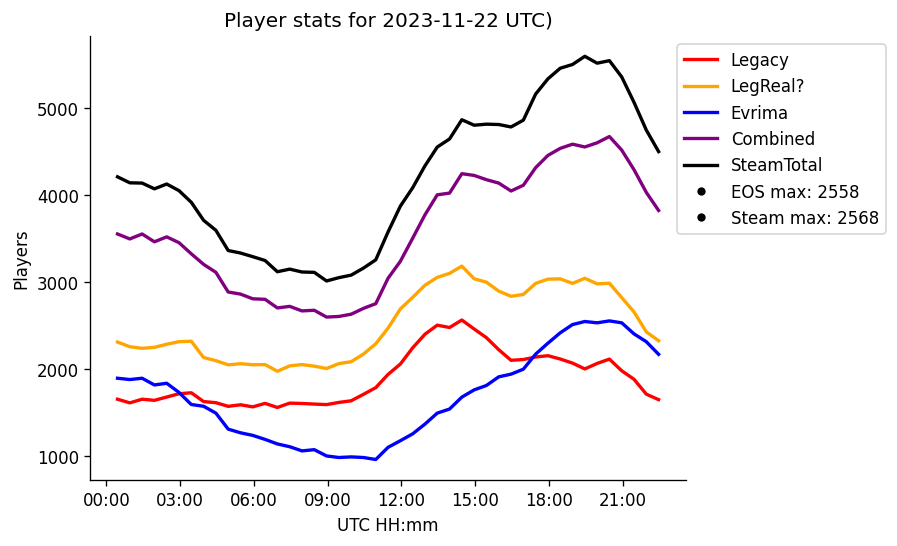 Player stats for 2023-11-22 UTC)
Legacy
LegReal?
Evrima
Combined
SteamTotal
EOS max: 2558
Steam max: 2568
Players
5000
4000
3000
2000
1000
00:00 03:00 06:00 09:00 12:00 15:00 18:00 21:00
UTC HH:mm